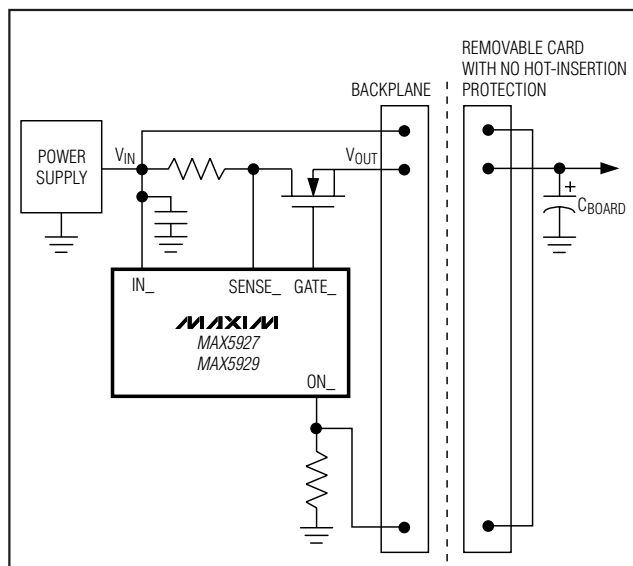 REMOVABLE CARD
WITH NO HOT-INSERTION
PROTECTION
BACKPLANE
POWER
SUPPLY
VIN
VOUT
+
CBOARD
IN_
SENSE_
GATE_
MAXIM
MAX5927
MAX5929
ON_